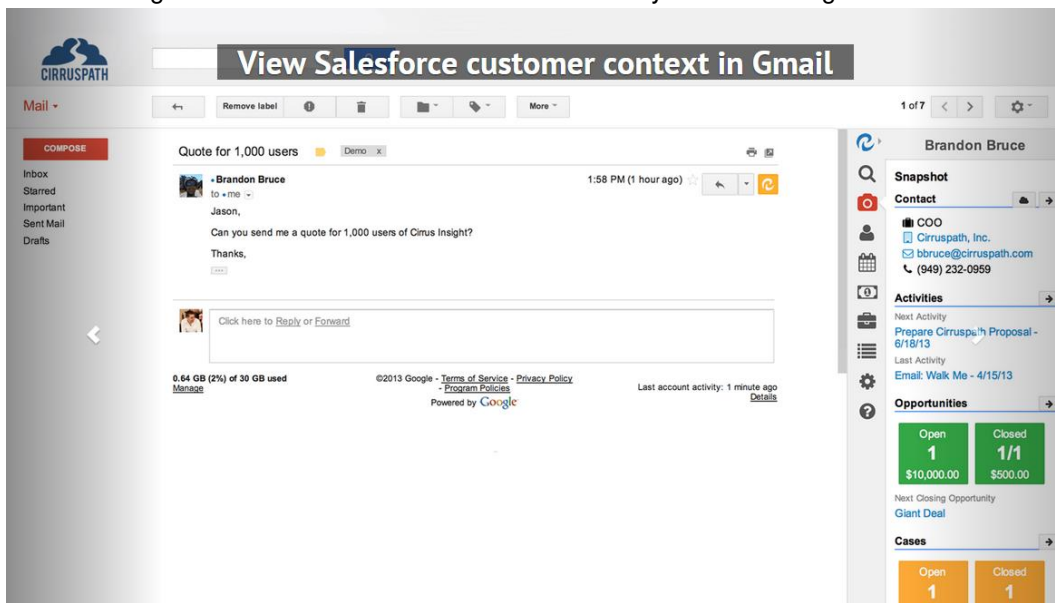 View Salesforce customer context in Gmail
CIRRUSPATH
Mail
Remove label
More
1 of 7
COMPOSE
Inbox
Starred
Important
Sent Mail
Drafts
Quote for 1,000 users
Demo x
Brandon Bruce
1:58 PM (1 hour ago)
to me
Jason,
Can you send me a quote for 1,000 users of Cirrus Insight?
Thanks,
Click here to Reply or Forward
0.64 GB (2%) of 30 GB used
Manage
©2013 Google - Terms of Service - Privacy Policy
- Program Policies
Powered by Google
Last account activity: 1 minute ago
Details
Brandon Bruce
Snapshot
Contact
COO
Cirruspath, Inc.
bbruce@cirruspath.com
(949) 232-0959
Activities
Next Activity
Prepare Cirruspath Proposal -
6/18/13
Last Activity
Email: Walk Me - 4/15/13
Opportunities
Open
1
$10,000.00
Closed
1/1
$500.00
Next Closing Opportunity
Giant Deal
Cases
Open
1
Closed
1